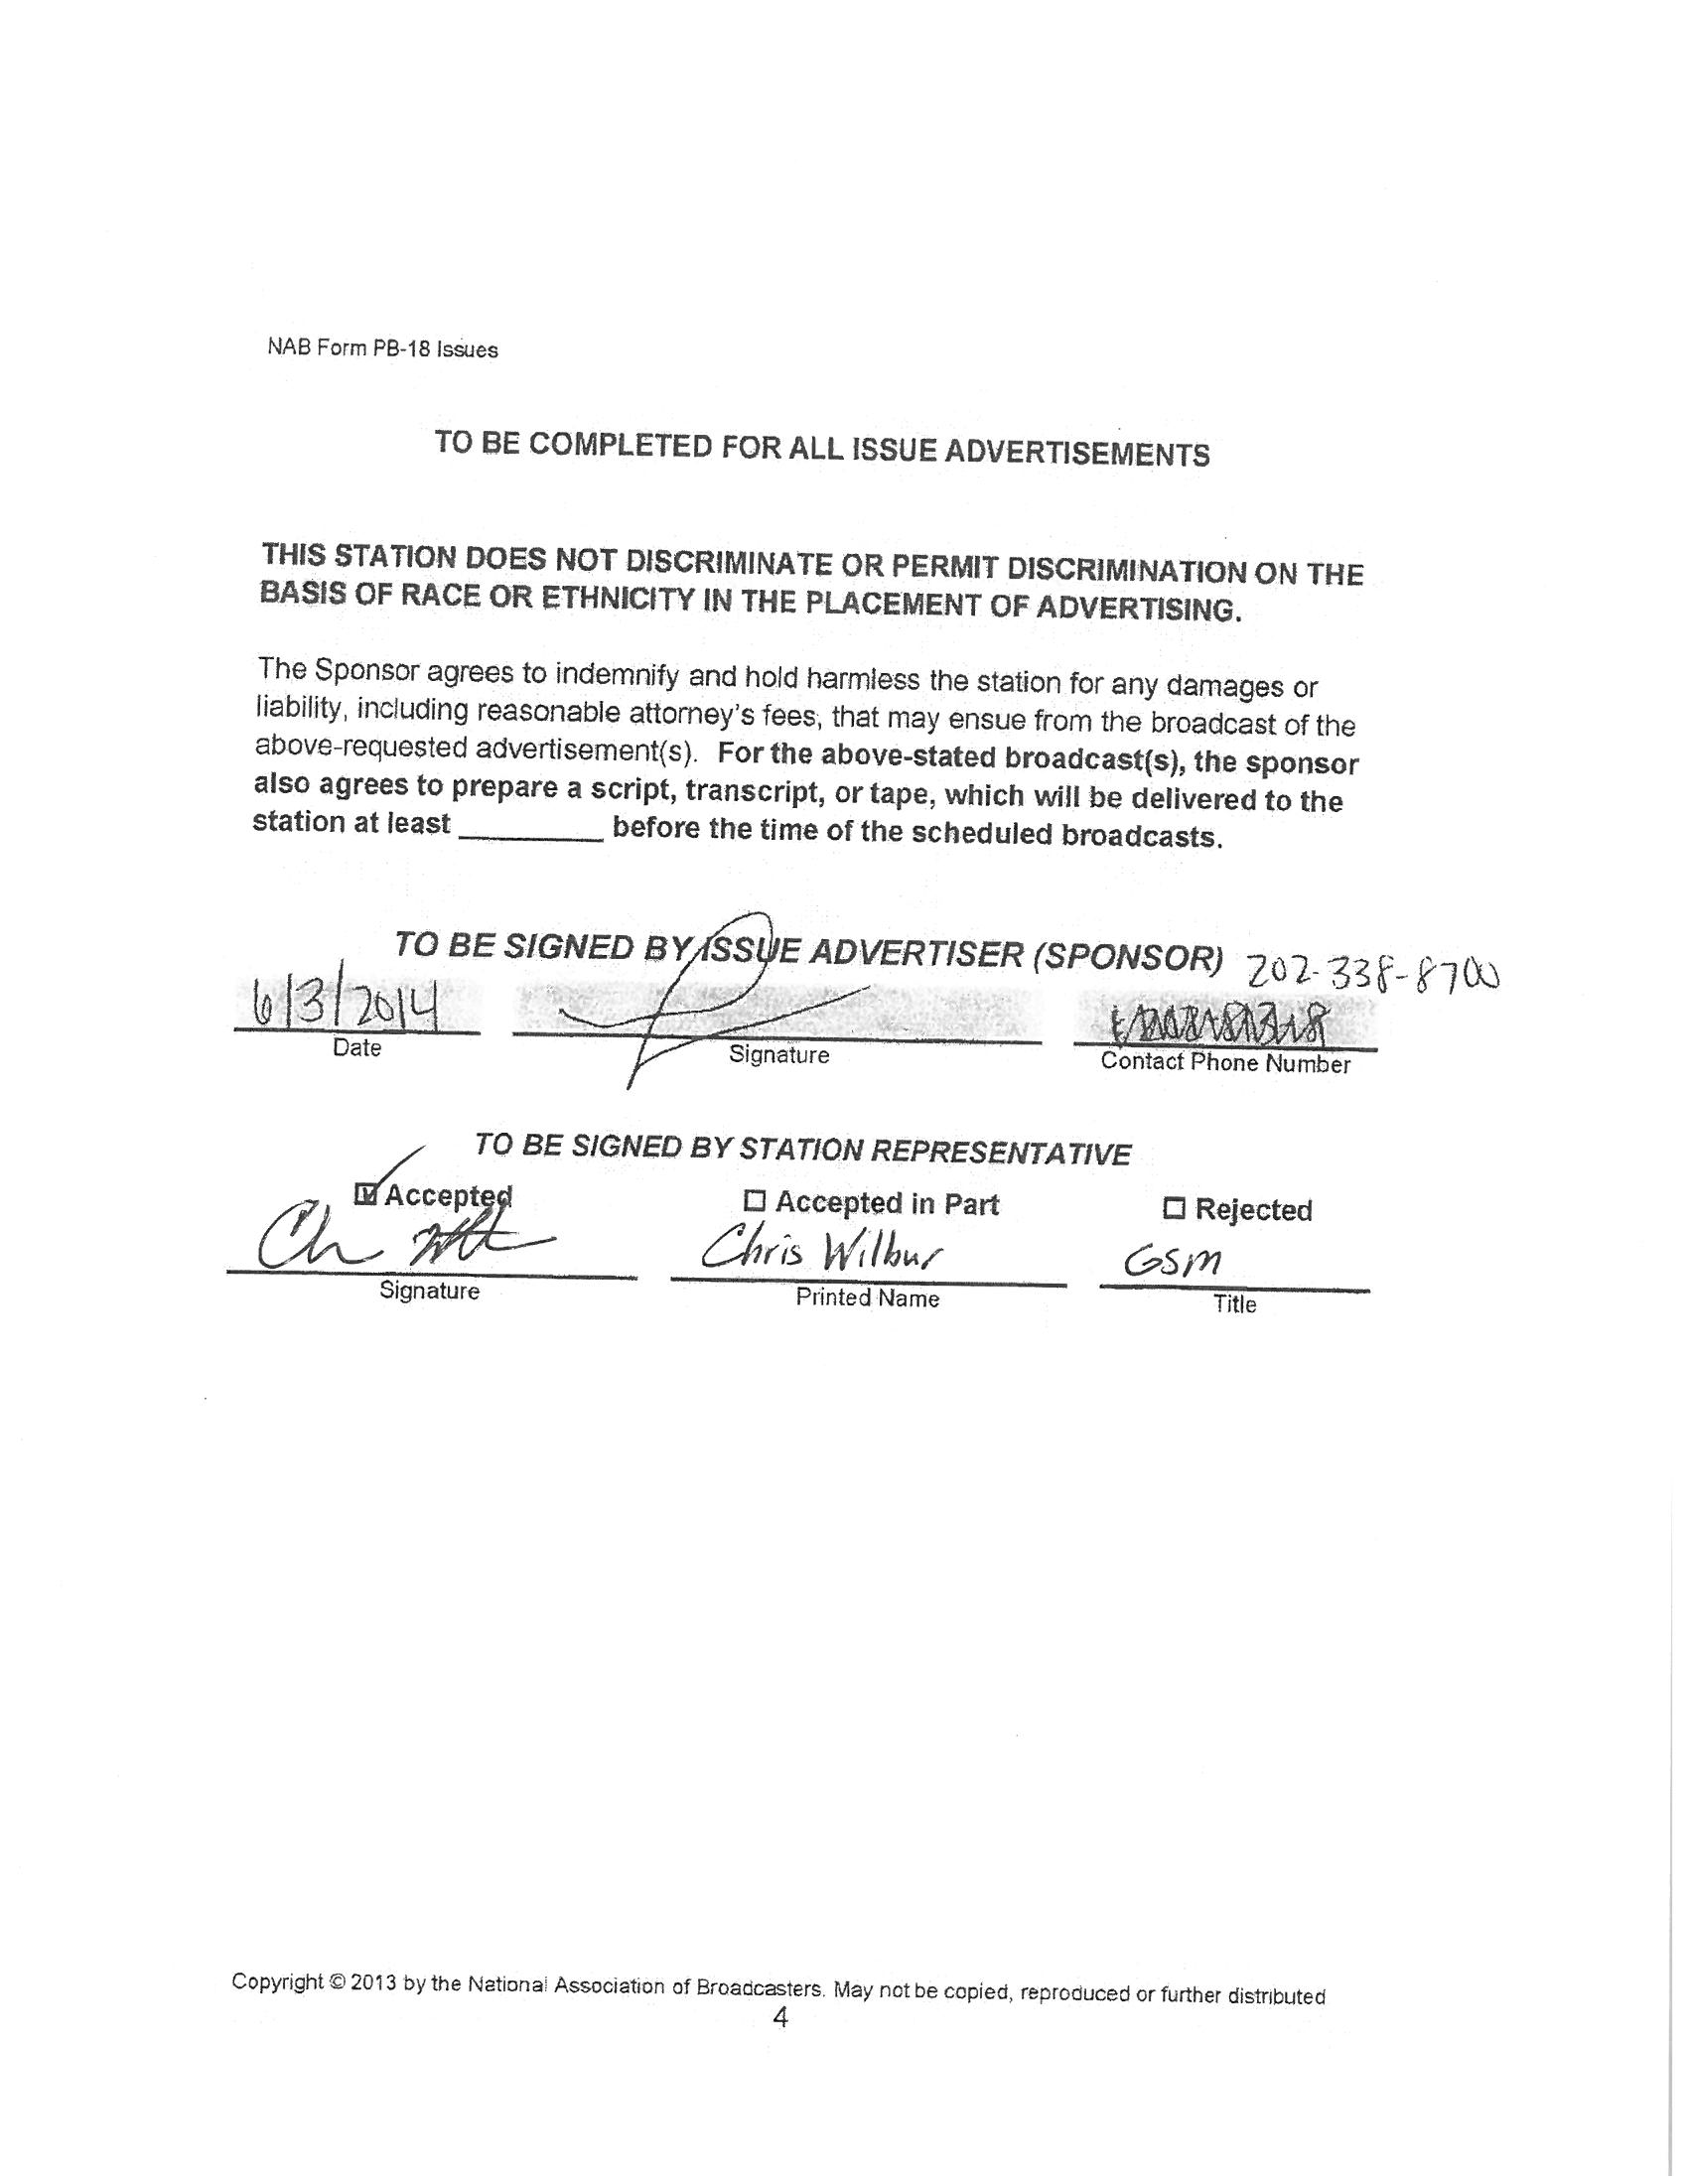 NAB Form PB-18 Issues
TO BE COMPLETED FOR ALL ISSUE ADVERTISEMENTS
THIS STATION DOES NOT DISCRIMINATE OR PERMIT DISCRIMINATION ON THE
BASIS OF RACE OR ETHNICITY IN THE PLACEMENT OF ADVERTISING.
The Sponsor agrees to indemnify and hold harmless the station for any damages or
liability, including reasonable attorney's fees, that may ensue from the broadcast of the
above-requested advertisement(s). For the above-stated broadcast(s), the sponsor
also agrees to prepare a script, transcript, or tape, which will be delivered to the
station at least ________ before the time of the scheduled broadcasts.
TO BE SIGNED BY ISSUE ADVERTISER (SPONSOR) 202-338-8700
6/3/2014
Date Signature Contact Phone Number
TO BE SIGNED BY STATION REPRESENTATIVE
Accepted Accepted in Part Rejected
Chris Wilbur GSM
Signature Printed Name Title
Copyright © 2013 by the National Association of Broadcasters. May not be copied, reproduced or further distributed
4